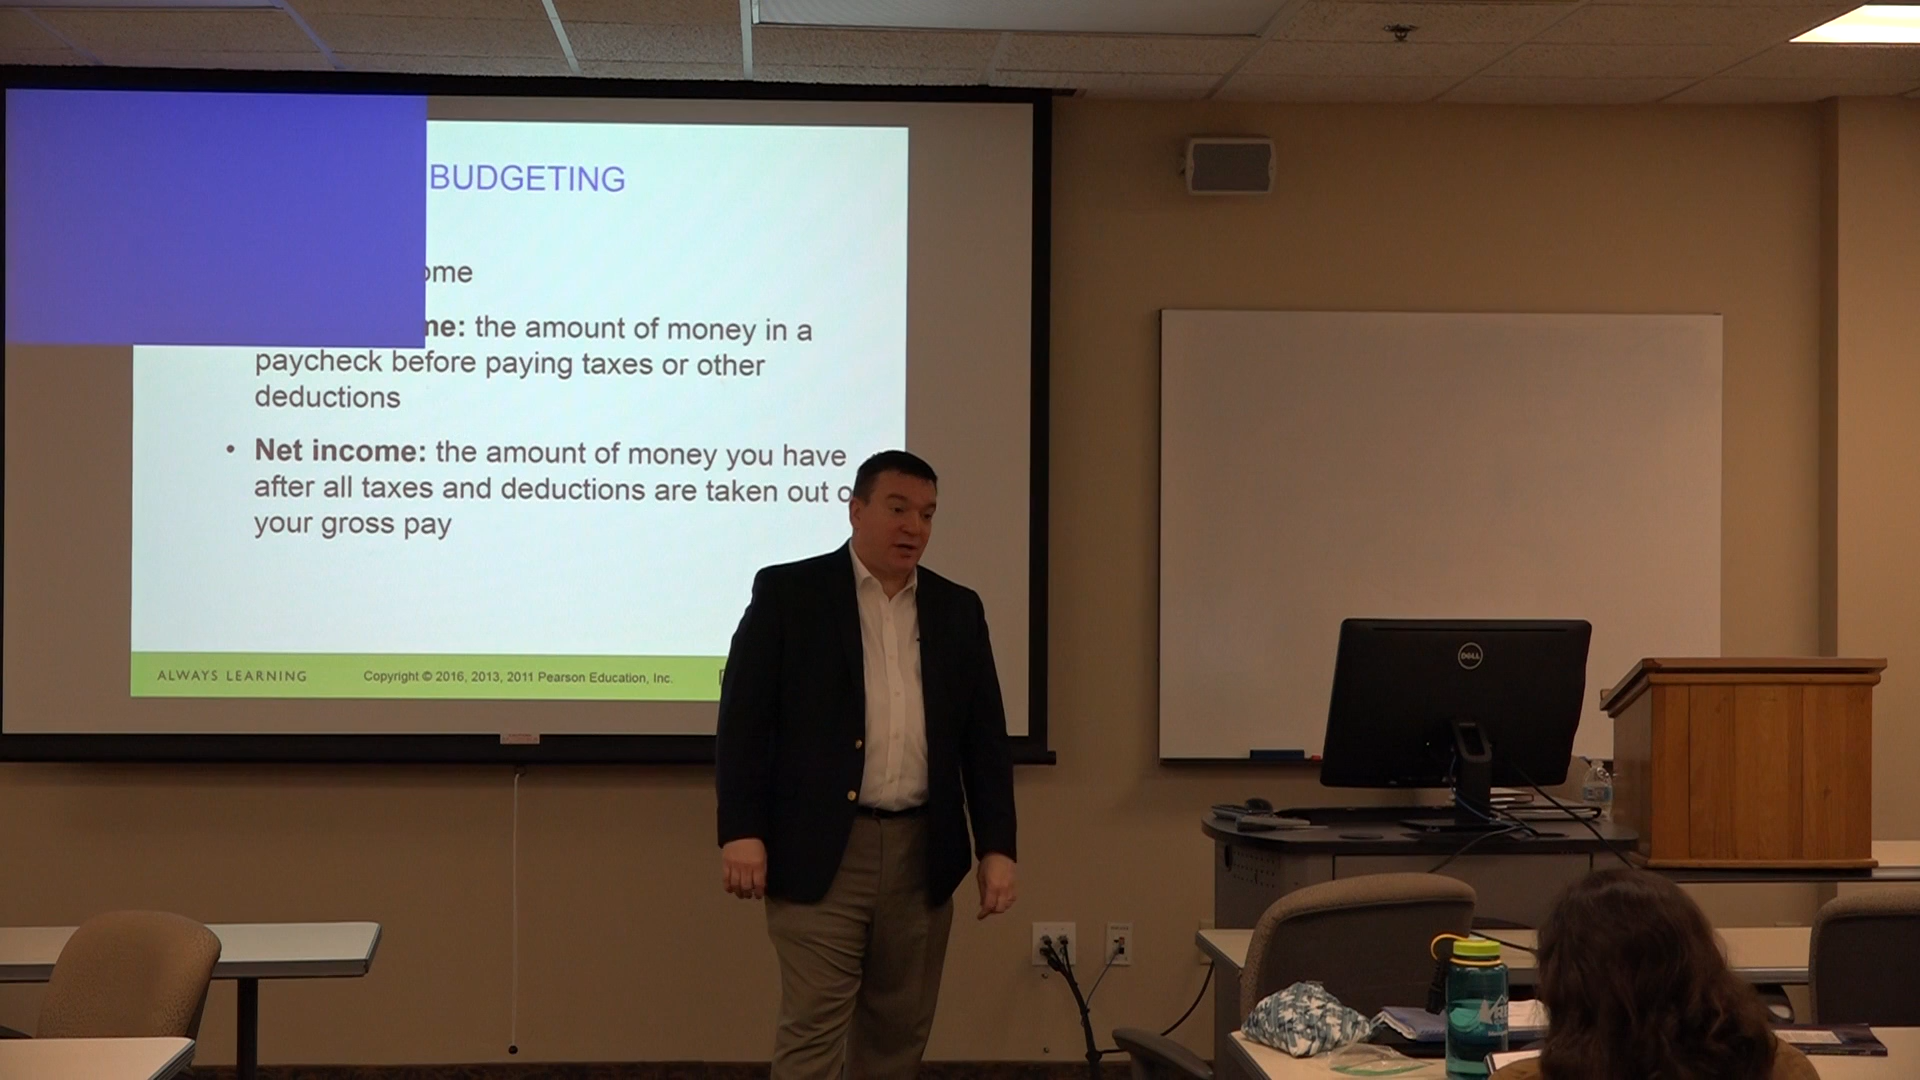 BUDGETING
ome
me: the amount of money in a
paycheck before paying taxes or other
deductions
• Net income: the amount of money you have
after all taxes and deductions are taken out o
your gross pay
ALWAYS LEARNING
Copyright © 2016, 2013, 2011 Pearson Education, Inc.
DELL